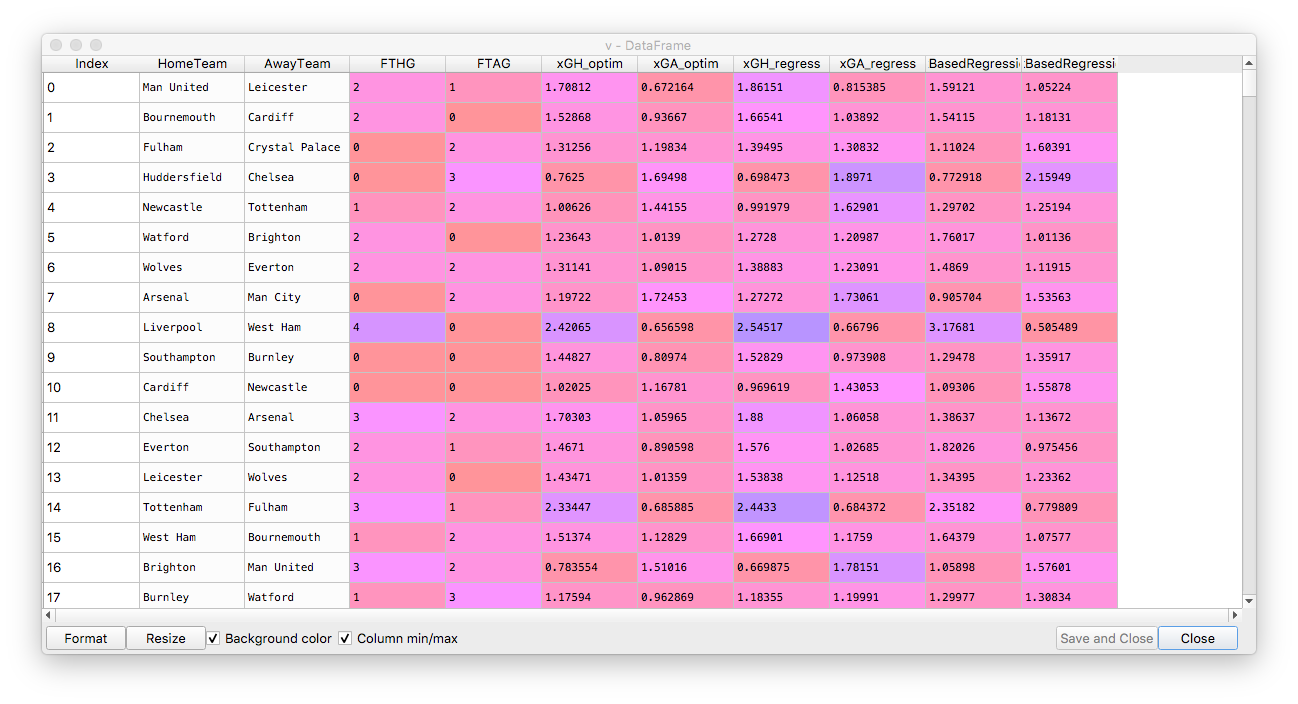 v - DataFrame
Index HomeTeam AwayTeam FTHG FTAG xGH_optim xGA_optim xGH_regress xGA_regress BasedRegressi :BasedRegressi
0 Man United Leicester 2 1 1.70812 0.672164 1.86151 0.815385 1.59121 1.05224
1 Bournemouth Cardiff 2 0 1.52868 0.93667 1.66541 1.03892 1.54115 1.18131
2 Fulham Crystal Palace 0 2 1.31256 1.19834 1.39495 1.30832 1.11024 1.60391
3 Huddersfield Chelsea 0 3 0.7625 1.69498 0.698473 1.8971 0.772918 2.15949
4 Newcastle Tottenham 1 2 1.00626 1.44155 0.991979 1.62901 1.29702 1.25194
5 Watford Brighton 2 0 1.23643 1.0139 1.2728 1.20987 1.76017 1.01136
6 Wolves Everton 2 2 1.31141 1.09015 1.38883 1.23091 1.4869 1.11915
7 Arsenal Man City 0 2 1.19722 1.72453 1.27272 1.73061 0.905704 1.53563
8 Liverpool West Ham 4 0 2.42065 0.656598 2.54517 0.66796 3.17681 0.505489
9 Southampton Burnley 0 0 1.44827 0.80974 1.52829 0.973908 1.29478 1.35917
10 Cardiff Newcastle 0 0 1.02025 1.16781 0.969619 1.43053 1.09306 1.55878
11 Chelsea Arsenal 3 2 1.70303 1.05965 1.88 1.06058 1.38637 1.13672
12 Everton Southampton 2 1 1.4671 0.890598 1.576 1.02685 1.82026 0.975456
13 Leicester Wolves 2 0 1.43471 1.01359 1.53838 1.12518 1.34395 1.23362
14 Tottenham Fulham 3 1 2.33447 0.685885 2.4433 0.684372 2.35182 0.779809
15 West Ham Bournemouth 1 2 1.51374 1.12829 1.66901 1.1759 1.64379 1.07577
16 Brighton Man United 3 2 0.783554 1.51016 0.669875 1.78151 1.05898 1.57601
17 Burnley Watford 1 3 1.17594 0.962869 1.18355 1.19991 1.29977 1.30834
Format Resize Background color Column min/max Save and Close Close